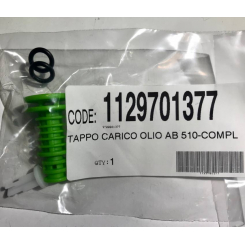 CODE: 1129701377
TAPPO CARICO OLIO AB 510-COMPL
QTY: 1